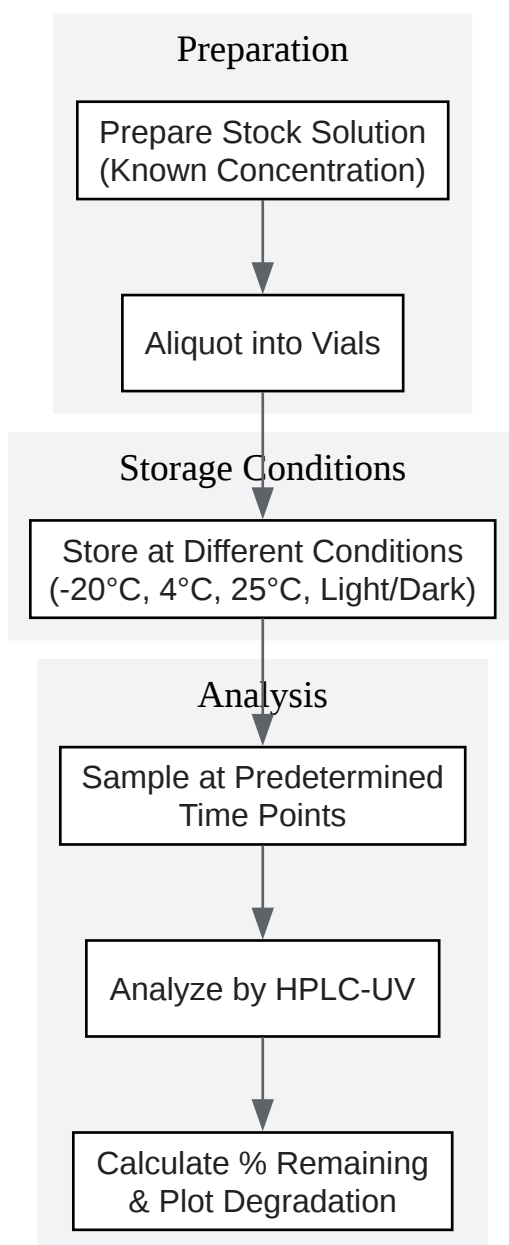 Preparation
Prepare Stock Solution
(Known Concentration)
Aliquot into Vials
Storage Conditions
Store at Different Conditions
(-20°C, 4°C, 25°C, Light/Dark)
Analysis
Sample at Predetermined
Time Points
Analyze by HPLC-UV
Calculate % Remaining
& Plot Degradation